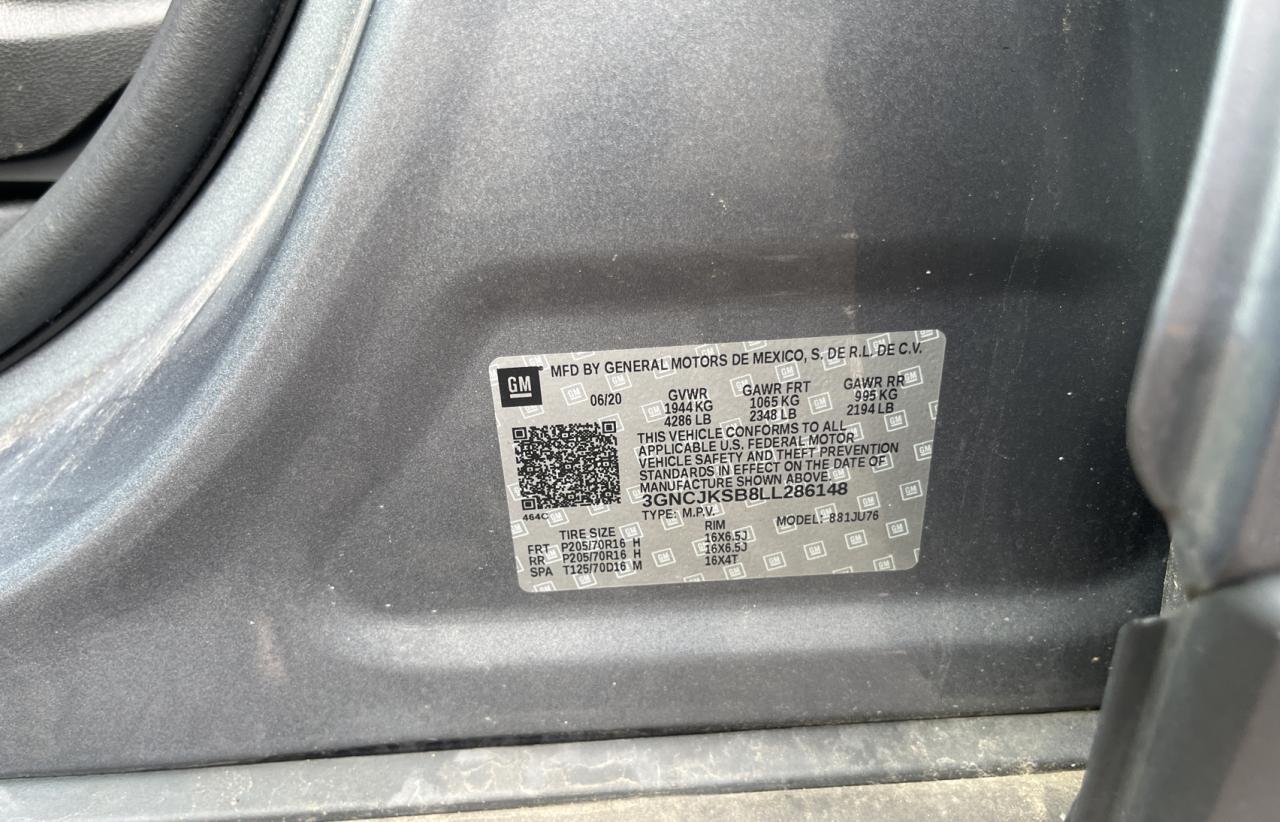 GM
MFD BY GENERAL MOTORS DE MEXICO, S. DE R.L. DE C.V.
06/20 GVWR GAWR FRT GAWR RR
1944 KG 1065 KG 995 KG
4286 LB 2348 LB 2194 LB
THIS VEHICLE CONFORMS TO ALL
APPLICABLE U.S. FEDERAL MOTOR
VEHICLE SAFETY AND THEFT PREVENTION
STANDARDS IN EFFECT ON THE DATE OF
MANUFACTURE SHOWN ABOVE.
3GNCJKSB8LL286148
464C
TYPE: M.P.V. MODEL: 881JU76
TIRE SIZE RIM
FRT P205/70R16 H 16X6.5J
RR P205/70R16 H 16X6.5J
SPA T125/70D16 M 16X4T